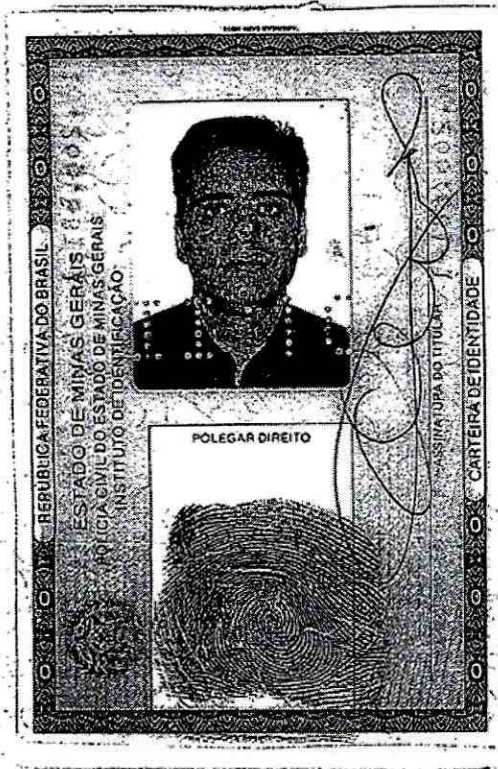 REPÚBLICA FEDERATIVA DO BRASIL
ESTADO DE MINAS GERAIS
POLÍCIA CIVIL DO ESTADO DE MINAS GERAIS
INSTITUTO DE IDENTIFICAÇÃO
POLEGAR DIREITO
ASSINATURA DO TITULAR
CARTEIRA DE IDENTIDADE